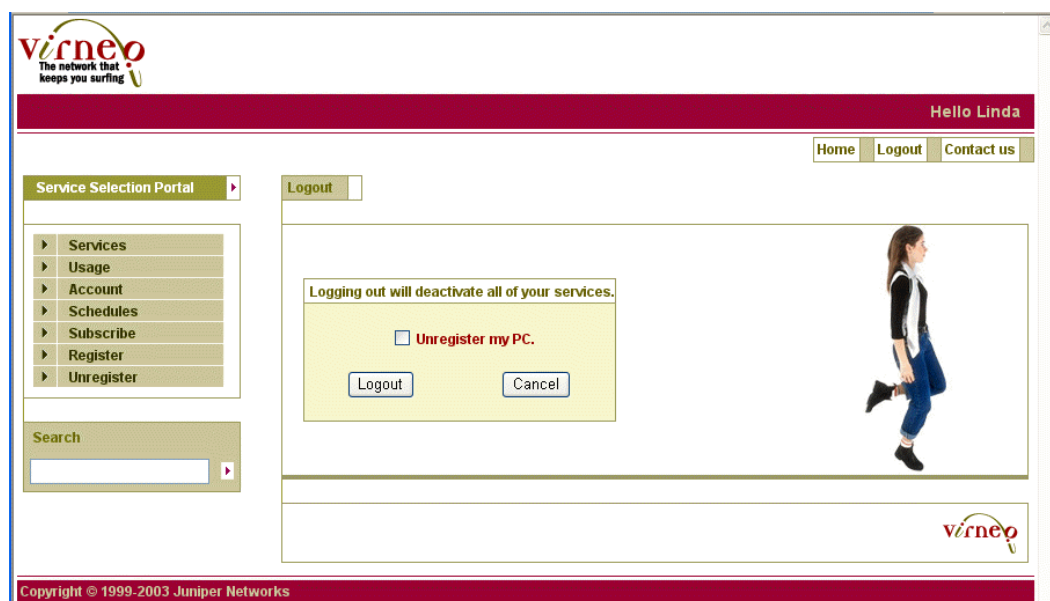 Virneo
The network that
keeps you surfing
Hello Linda
Home Logout Contact us
Service Selection Portal
Logout
Services
Usage
Account
Schedules
Subscribe
Register
Unregister
Search
Logging out will deactivate all of your services.
Unregister my PC.
Logout Cancel
Virneo
Copyright © 1999-2003 Juniper Networks